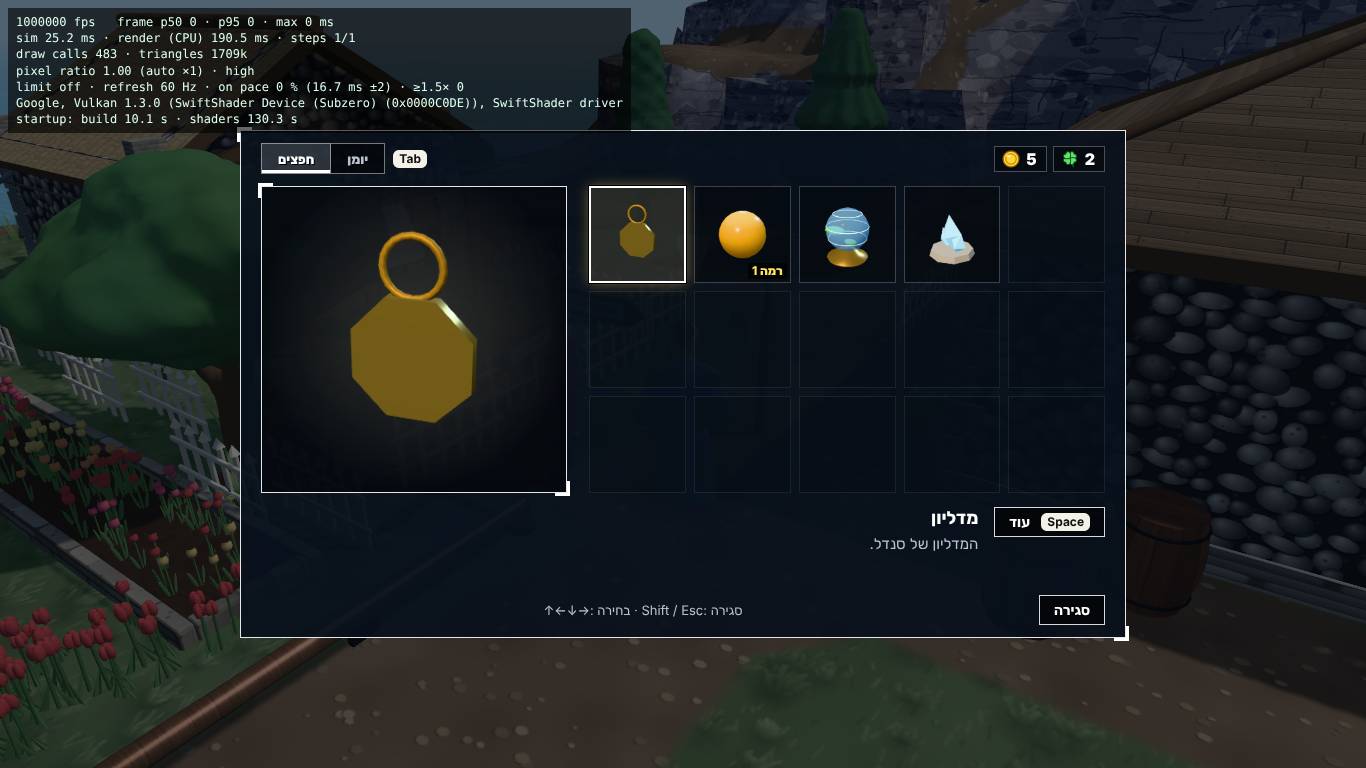 1000000 fps   frame p50 0 · p95 0 · max 0 ms
sim 25.2 ms · render (CPU) 190.5 ms · steps 1/1
draw calls 483 · triangles 1709k
pixel ratio 1.00 (auto ×1) · high
limit off · refresh 60 Hz · on pace 0 % (16.7 ms ±2) · ≥1.5× 0
Google, Vulkan 1.3.0 (SwiftShader Device (Subzero) (0x0000C0DE)), SwiftShader driver
startup: build 10.1 s · shaders 130.3 s
2 5
Tab יומן חפצים
רמה 1
Space עוד
מדליון
המדליון של סנדל.
סגירה
סגירה :Shift / Esc · בחירה :→↓←↑